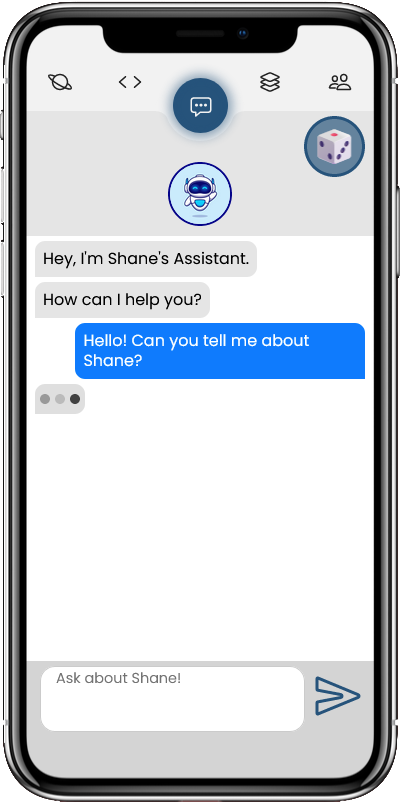 Hey, I'm Shane's Assistant.
How can I help you?
Hello! Can you tell me about
Shane?
Ask about Shane!